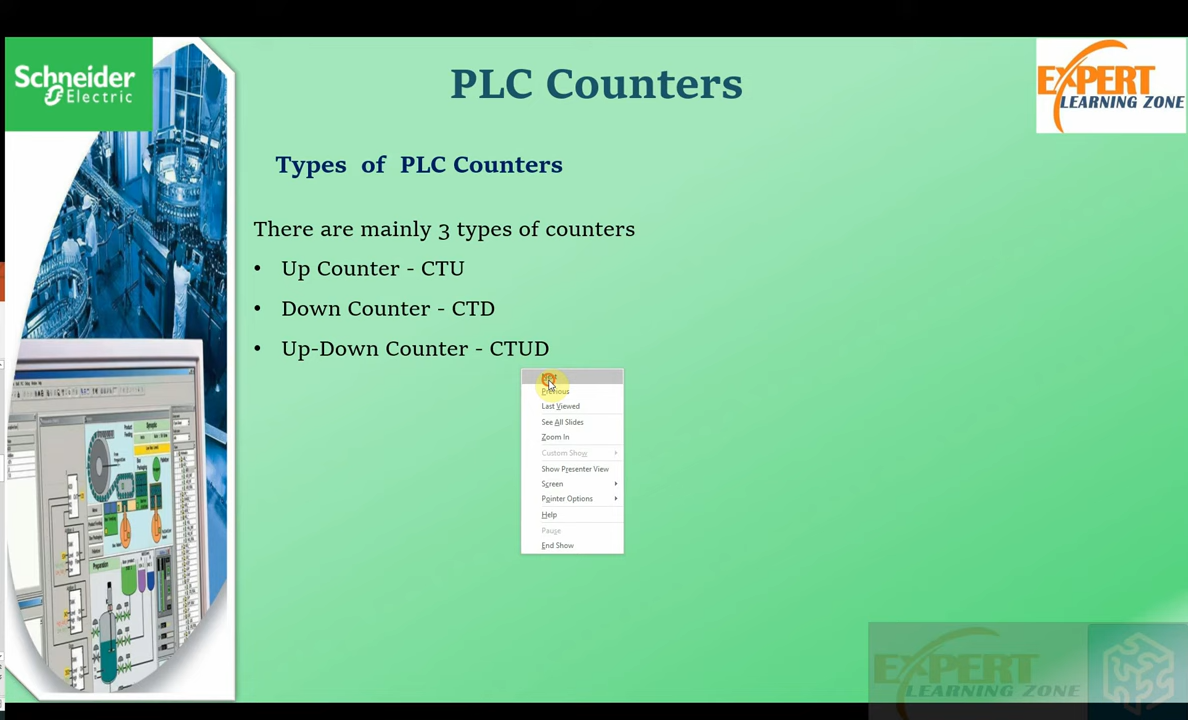 Schneider
Electric
PLC Counters
EXPERT
LEARNING ZONE
Types of PLC Counters
There are mainly 3 types of counters
• Up Counter - CTU
• Down Counter - CTD
• Up-Down Counter - CTUD
Next
Previous
Last Viewed
See All Slides
Zoom In
Custom Show
Show Presenter View
Screen
Pointer Options
Help
Pause
End Show
Preparation
EXPERT
LEARNING ZONE